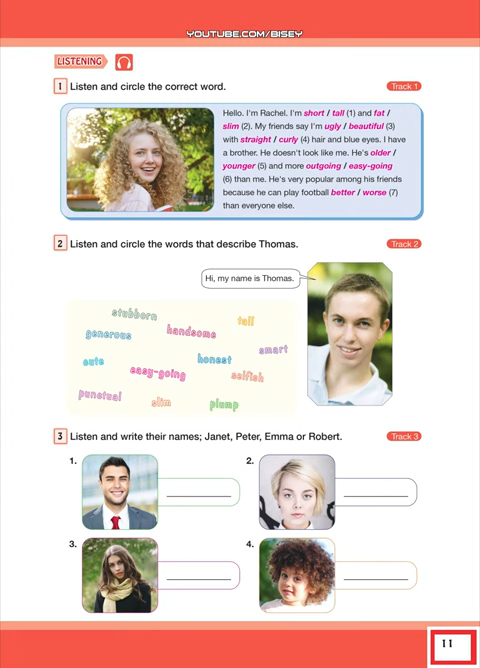 YOUTUBE.COM/BISEY
LISTENING
1 Listen and circle the correct word.
Track 1
Hello. I'm Rachel. I'm short / tall (1) and fat /
slim (2). My friends say I'm ugly / beautiful (3)
with straight / curly (4) hair and blue eyes. I have
a brother. He doesn't look like me. He's older /
younger (5) and more outgoing / easy-going
(6) than me. He's very popular among his friends
because he can play football better / worse (7)
than everyone else.
2 Listen and circle the words that describe Thomas.
Track 2
Hi, my name is Thomas.
stubborn
tall
generous
handsome
smart
cute
honest
easy-going
selfish
punctual
slim
plump
3 Listen and write their names; Janet, Peter, Emma or Robert.
Track 3
1.
2.
3.
4.
11